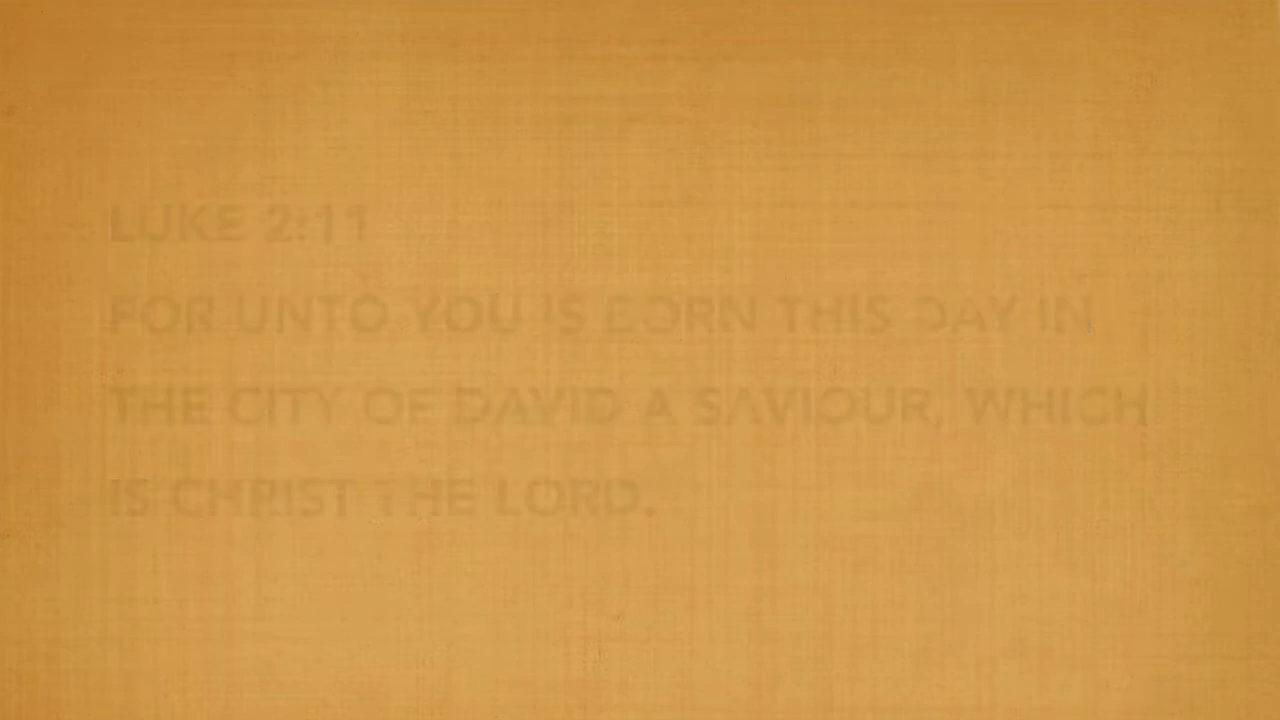 LUKE 2:11
FOR UNTO YOU IS BORN THIS DAY IN
THE CITY OF DAVID A SAVIOUR, WHICH
IS CHRIST THE LORD.